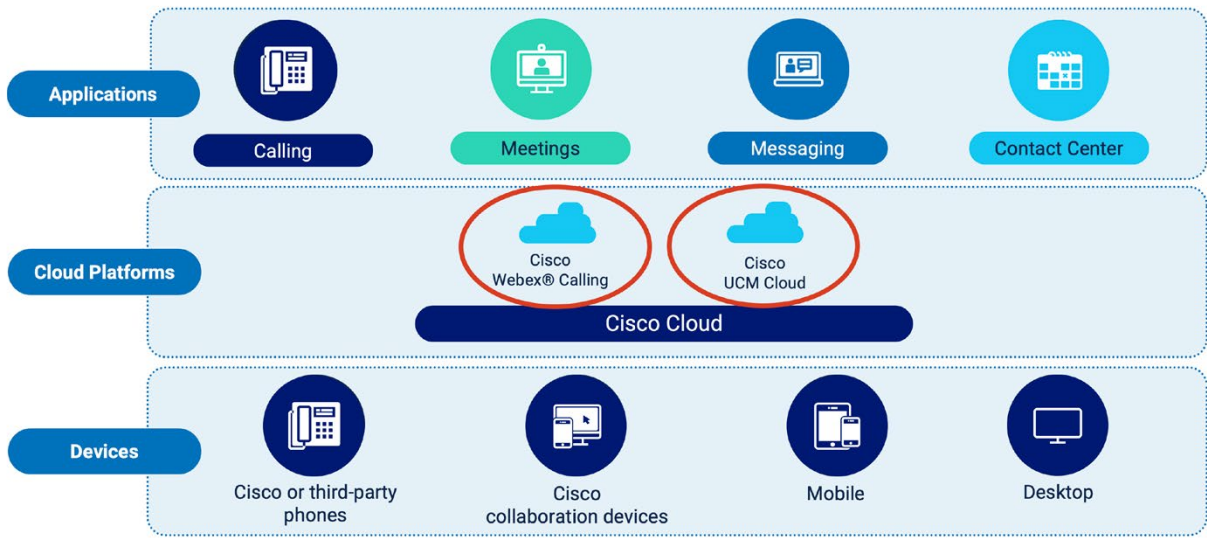 Applications
Calling
Meetings
Messaging
Contact Center
Cloud Platforms
Cisco
Webex® Calling
Cisco
UCM Cloud
Cisco Cloud
Devices
Cisco or third-party
phones
Cisco
collaboration devices
Mobile
Desktop